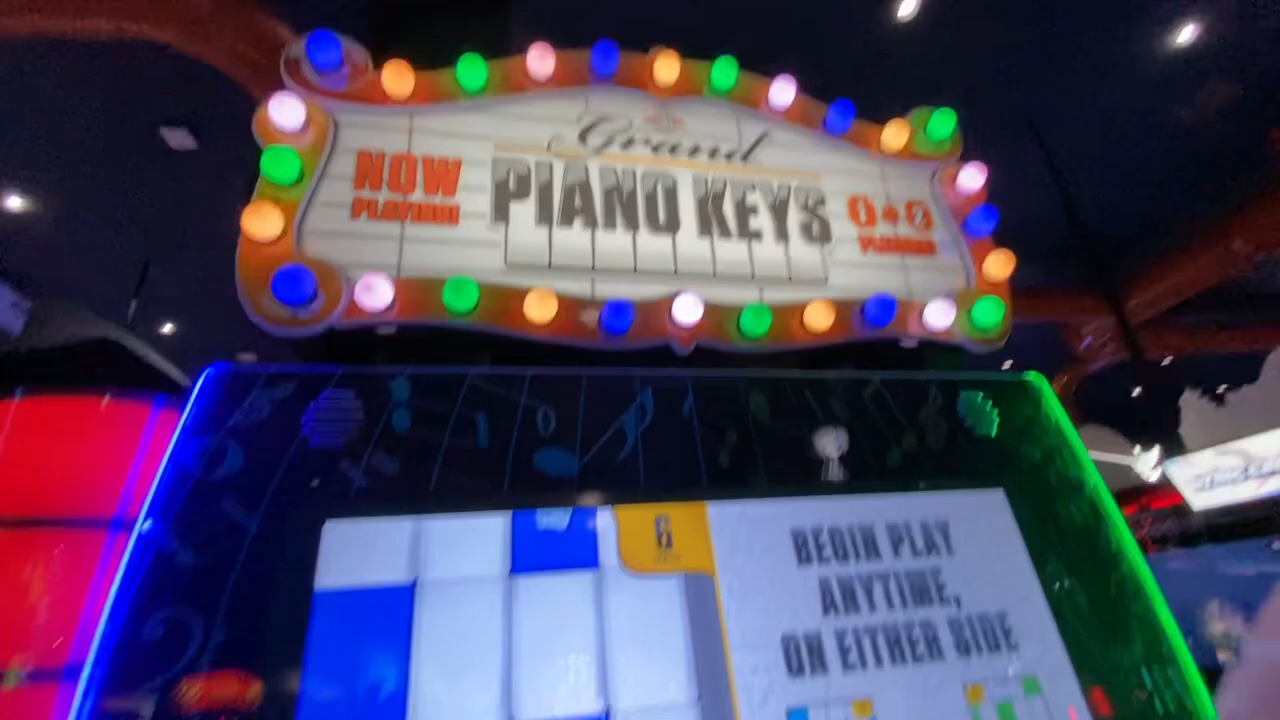 Grand
NOW
PLAYING!
PIANO KEYS
BEGIN PLAY
ANYTIME,
ON EITHER SIDE